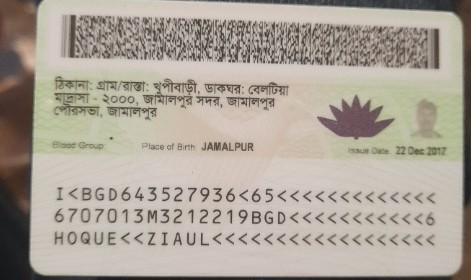 ঠিকানা: গ্রাম/রাস্তা: খুপীবাড়ী, ডাকঘর: বেলটিয়া
মাদ্রাসা - ২০০০, জামালপুর সদর, জামালপুর
পৌরসভা, জামালপুর
Blood Group: Place of Birth: JAMALPUR Issue Date: 22 Dec 2017
I<BGD643527936<65<<<<<<<<<<<<<
6707013M3212219BGD<<<<<<<<<<<6
HOQUE<<ZIAUL<<<<<<<<<<<<<<<<<<